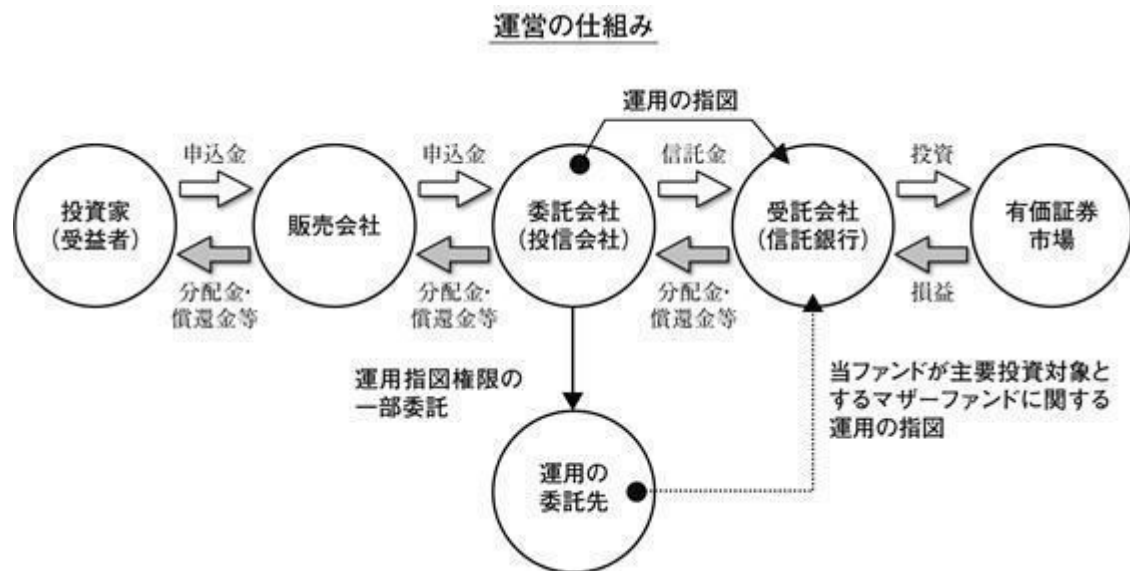 運営の仕組み
運用の指図
申込金
申込金
信託金
投資
投資家
(受益者)
販売会社
委託会社
(投信会社)
受託会社
(信託銀行)
有価証券
市場
分配金・
償還金等
分配金・
償還金等
分配金・
償還金等
損益
運用指図権限の
一部委託
当ファンドが主要投資対象と
するマザーファンドに関する
運用の指図
運用の
委託先